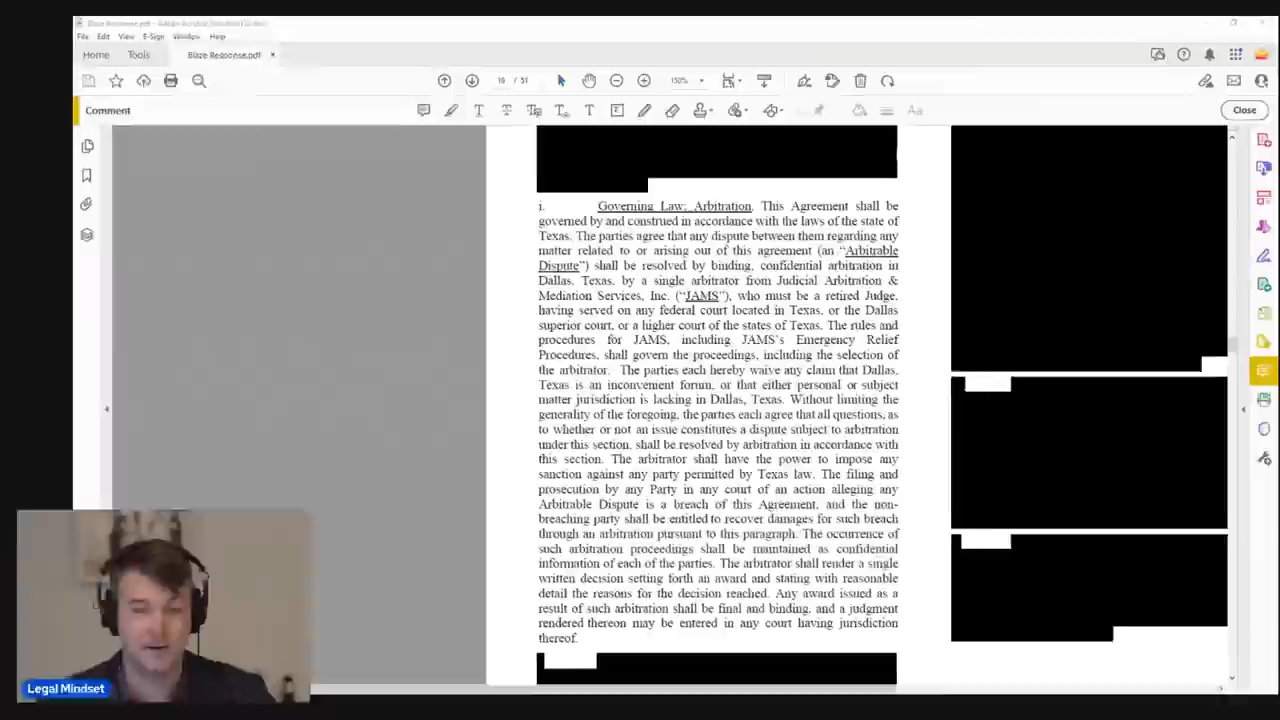 Blaze Response.pdf - Adobe Acrobat Standard
File Edit View E-Sign Window Help
Home Tools Blaze Response.pdf ×
16 / 51 150%
Comment Close
i. Governing Law; Arbitration. This Agreement shall be
governed by and construed in accordance with the laws of the state of
Texas. The parties agree that any dispute between them regarding any
matter related to or arising out of this agreement (an “Arbitrable
Dispute”) shall be resolved by binding, confidential arbitration in
Dallas, Texas, by a single arbitrator from Judicial Arbitration &
Mediation Services, Inc. (“JAMS”), who must be a retired Judge,
having served on any federal court located in Texas, or the Dallas
superior court, or a higher court of the states of Texas. The rules and
procedures for JAMS, including JAMS’s Emergency Relief
Procedures, shall govern the proceedings, including the selection of
the arbitrator. The parties each hereby waive any claim that Dallas,
Texas is an inconvenient forum, or that either personal or subject
matter jurisdiction is lacking in Dallas, Texas. Without limiting the
generality of the foregoing, the parties each agree that all questions, as
to whether or not an issue constitutes a dispute subject to arbitration
under this section, shall be resolved by arbitration in accordance with
this section. The arbitrator shall have the power to impose any
sanction against any party permitted by Texas law. The filing and
prosecution by any Party in any court of an action alleging any
Arbitrable Dispute is a breach of this Agreement, and the non-
breaching party shall be entitled to recover damages for such breach
through an arbitration pursuant to this paragraph. The occurrence of
such arbitration proceedings shall be maintained as confidential
information of each of the parties. The arbitrator shall render a single
written decision setting forth an award and stating with reasonable
detail the reasons for the decision reached. Any award issued as a
result of such arbitration shall be final and binding, and a judgment
rendered thereon may be entered in any court having jurisdiction
thereof.
Legal Mindset